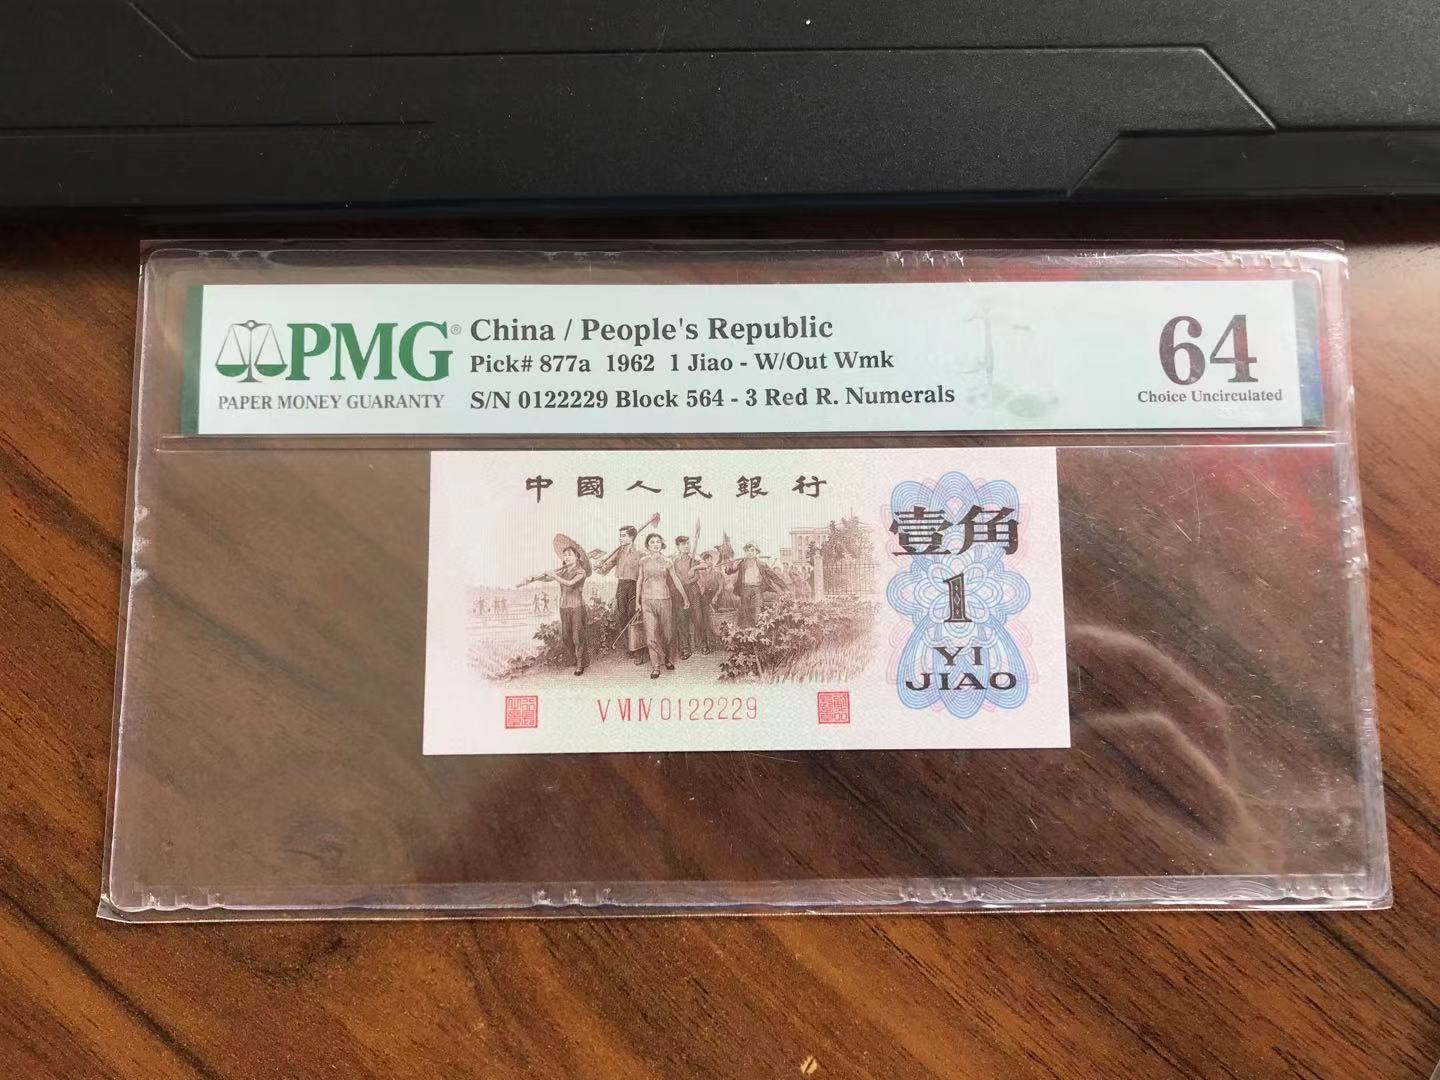 PMG®
PAPER MONEY GUARANTY
China / People's Republic
Pick# 877a 1962 1 Jiao - W/Out Wmk
S/N 0122229 Block 564 - 3 Red R. Numerals
64
Choice Uncirculated
中國人民銀行
壹角
1
YI
JIAO
V VI IV 0122229